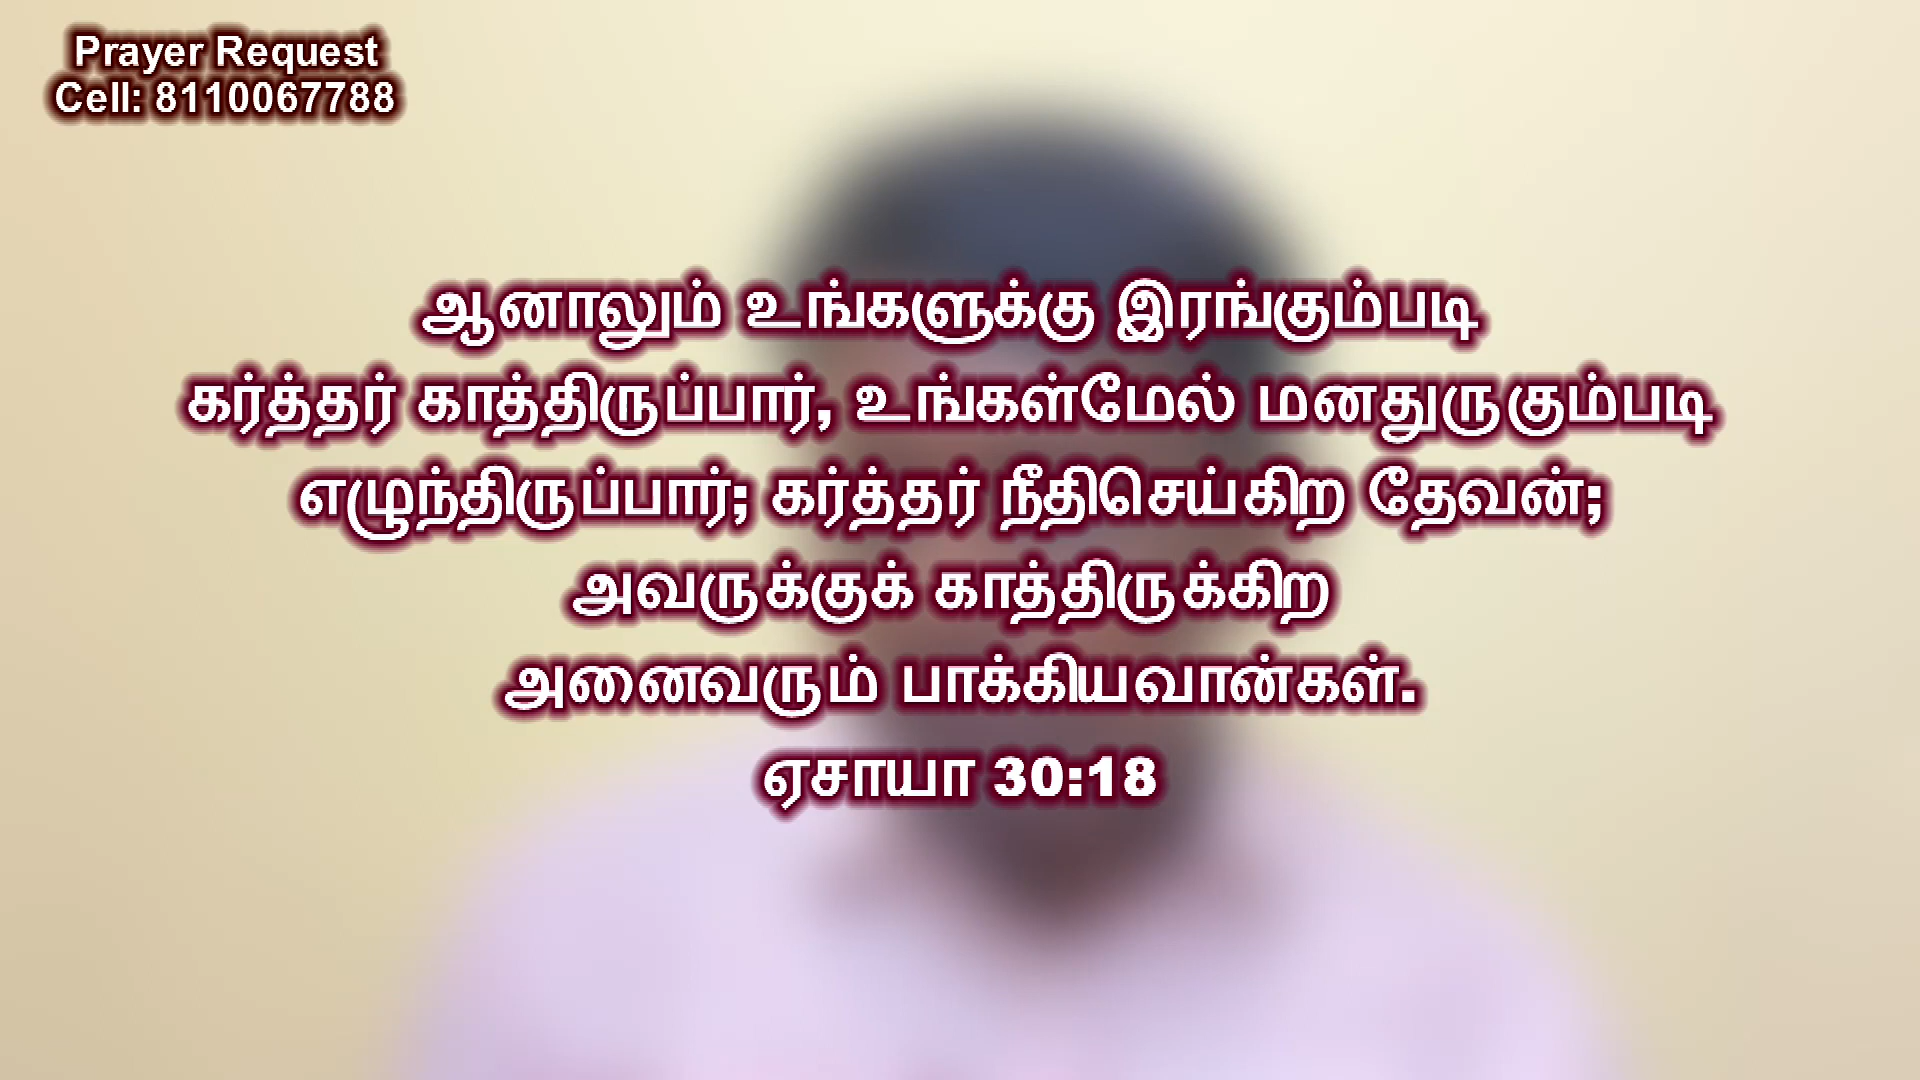 Prayer Request
Cell: 8110067788
ஆனாலும் உங்களுக்கு இரங்கும்படி
கர்த்தர் காத்திருப்பார், உங்கள்மேல் மனதுருகும்படி
எழுந்திருப்பார்; கர்த்தர் நீதிசெய்கிற தேவன்;
அவருக்குக் காத்திருக்கிற
அனைவரும் பாக்கியவான்கள்.
ஏசாயா 30:18